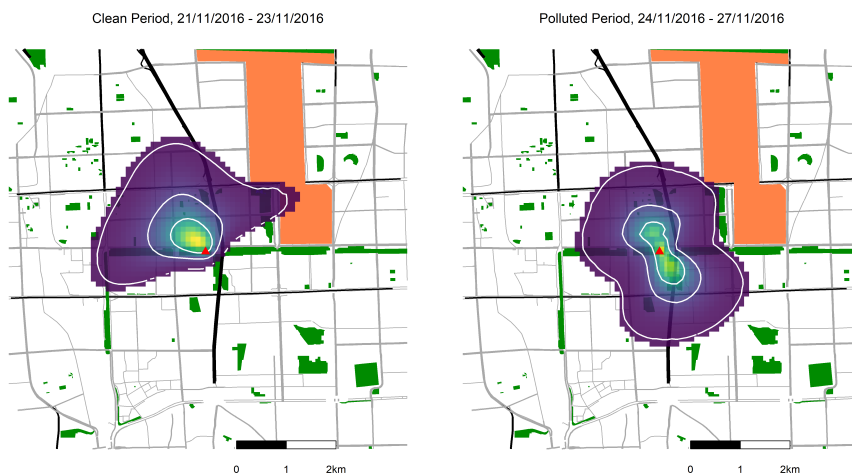 Clean Period, 21/11/2016 - 23/11/2016
Polluted Period, 24/11/2016 - 27/11/2016
0 1 2km
0 1 2km